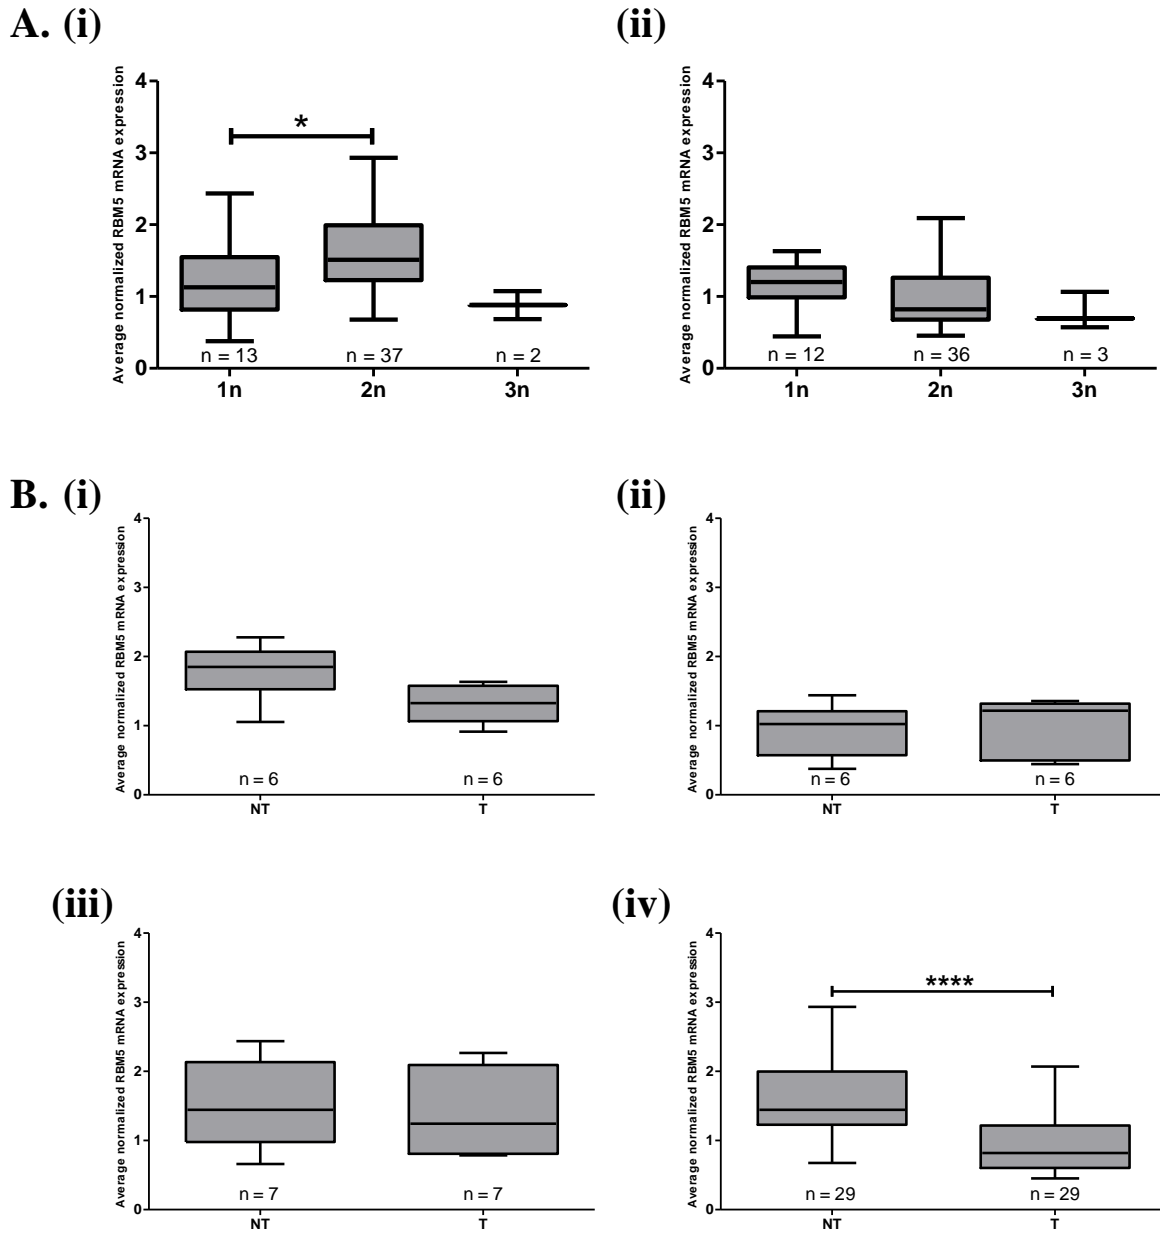 A. (i)
(ii)
Average normalized RBM5 mRNA expression
4
3
2
1
0
*
n = 13
n = 37
n = 2
1n
2n
3n
Average normalized RBM5 mRNA expression
4
3
2
1
0
n = 12
n = 36
n = 3
1n
2n
3n
B. (i)
(ii)
Average normalized RBM5 mRNA expression
4
3
2
1
0
n = 6
n = 6
NT
T
Average normalized RBM5 mRNA expression
4
3
2
1
0
n = 6
n = 6
NT
T
(iii)
(iv)
Average normalized RBM5 mRNA expression
4
3
2
1
0
n = 7
n = 7
NT
T
Average normalized RBM5 mRNA expression
4
3
2
1
0
****
n = 29
n = 29
NT
T